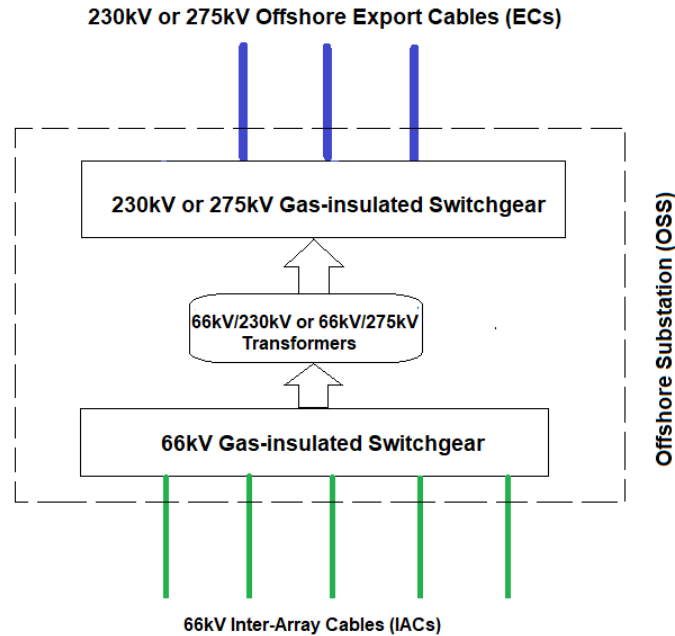 230kV or 275kV Offshore Export Cables (ECs)
230kV or 275kV Gas-insulated Switchgear
66kV/230kV or 66kV/275kV
Transformers
66kV Gas-insulated Switchgear
Offshore Substation (OSS)
66kV Inter-Array Cables (IACs)